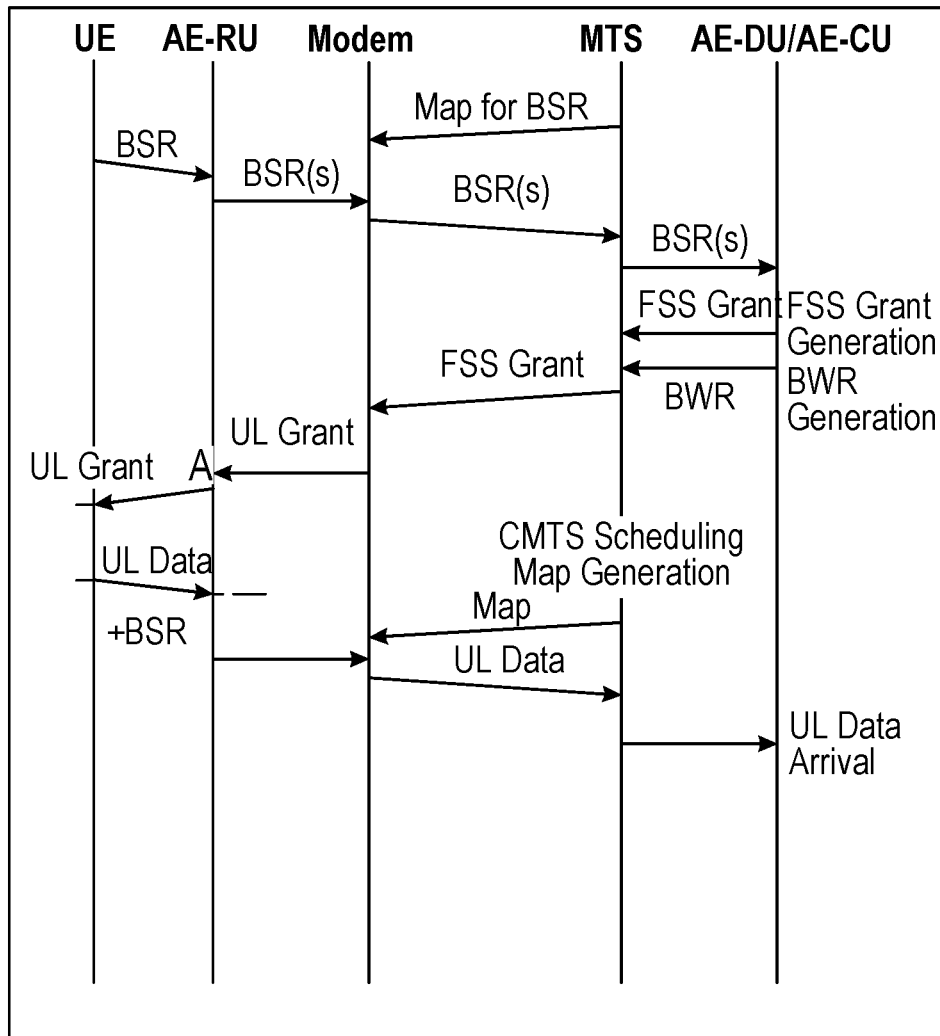 UE AE-RU Modem MTS AE-DU/AE-CU
Map for BSR
BSR
BSR(s)
BSR(s)
BSR(s)
FSS Grant
FSS Grant
Generation
FSS Grant
BWR
BWR
Generation
UL Grant
UL Grant
A
CMTS Scheduling
Map Generation
UL Data
Map
+BSR
UL Data
UL Data
Arrival